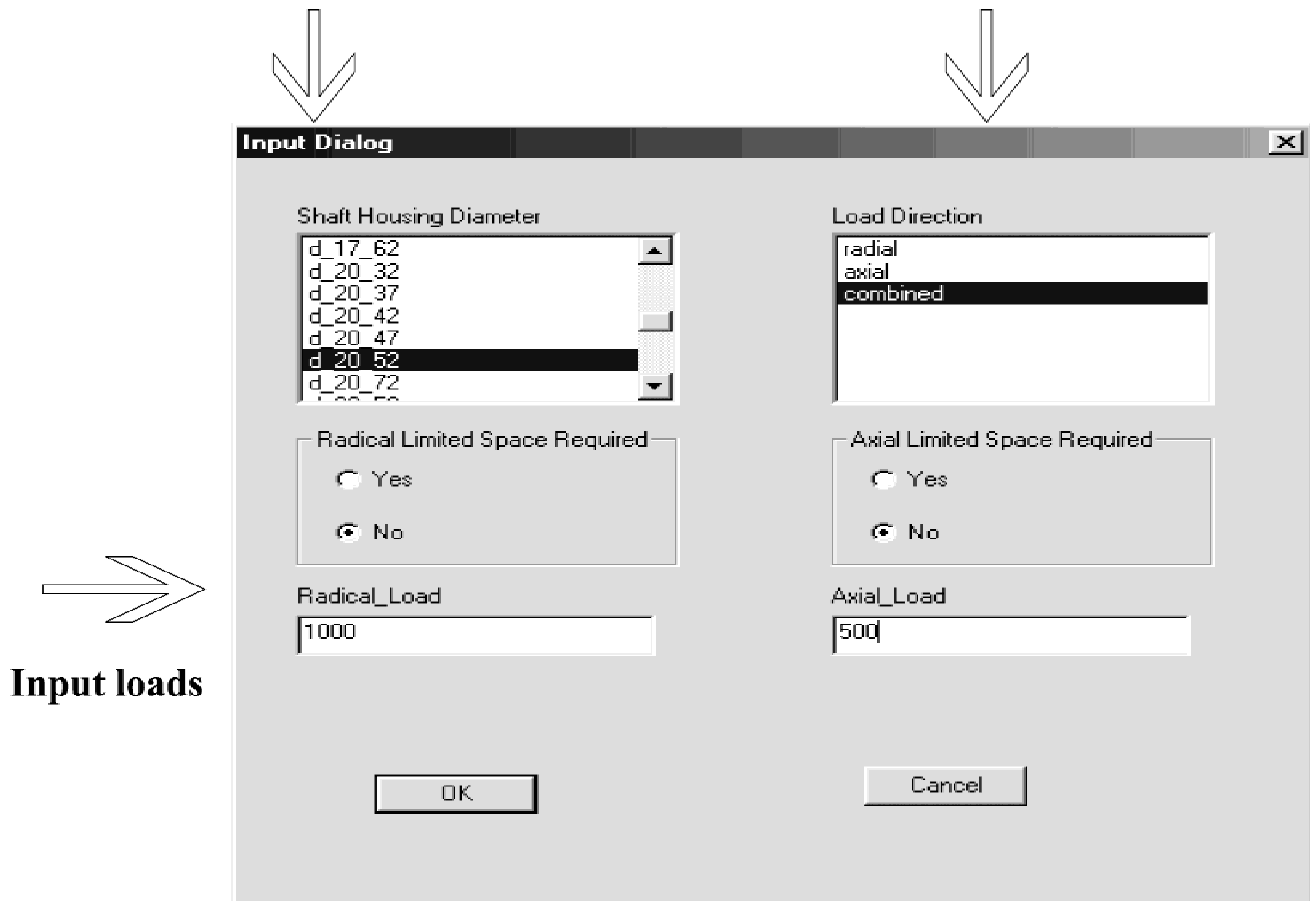 Input Dialog
Shaft Housing Diameter
d_17_62
d_20_32
d_20_37
d_20_42
d_20_47
d_20_52
d_20_72
Load Direction
radial
axial
combined
Radical Limited Space Required
Yes
No
Axial Limited Space Required
Yes
No
Radical_Load
1000
Axial_Load
500
Input loads
OK
Cancel